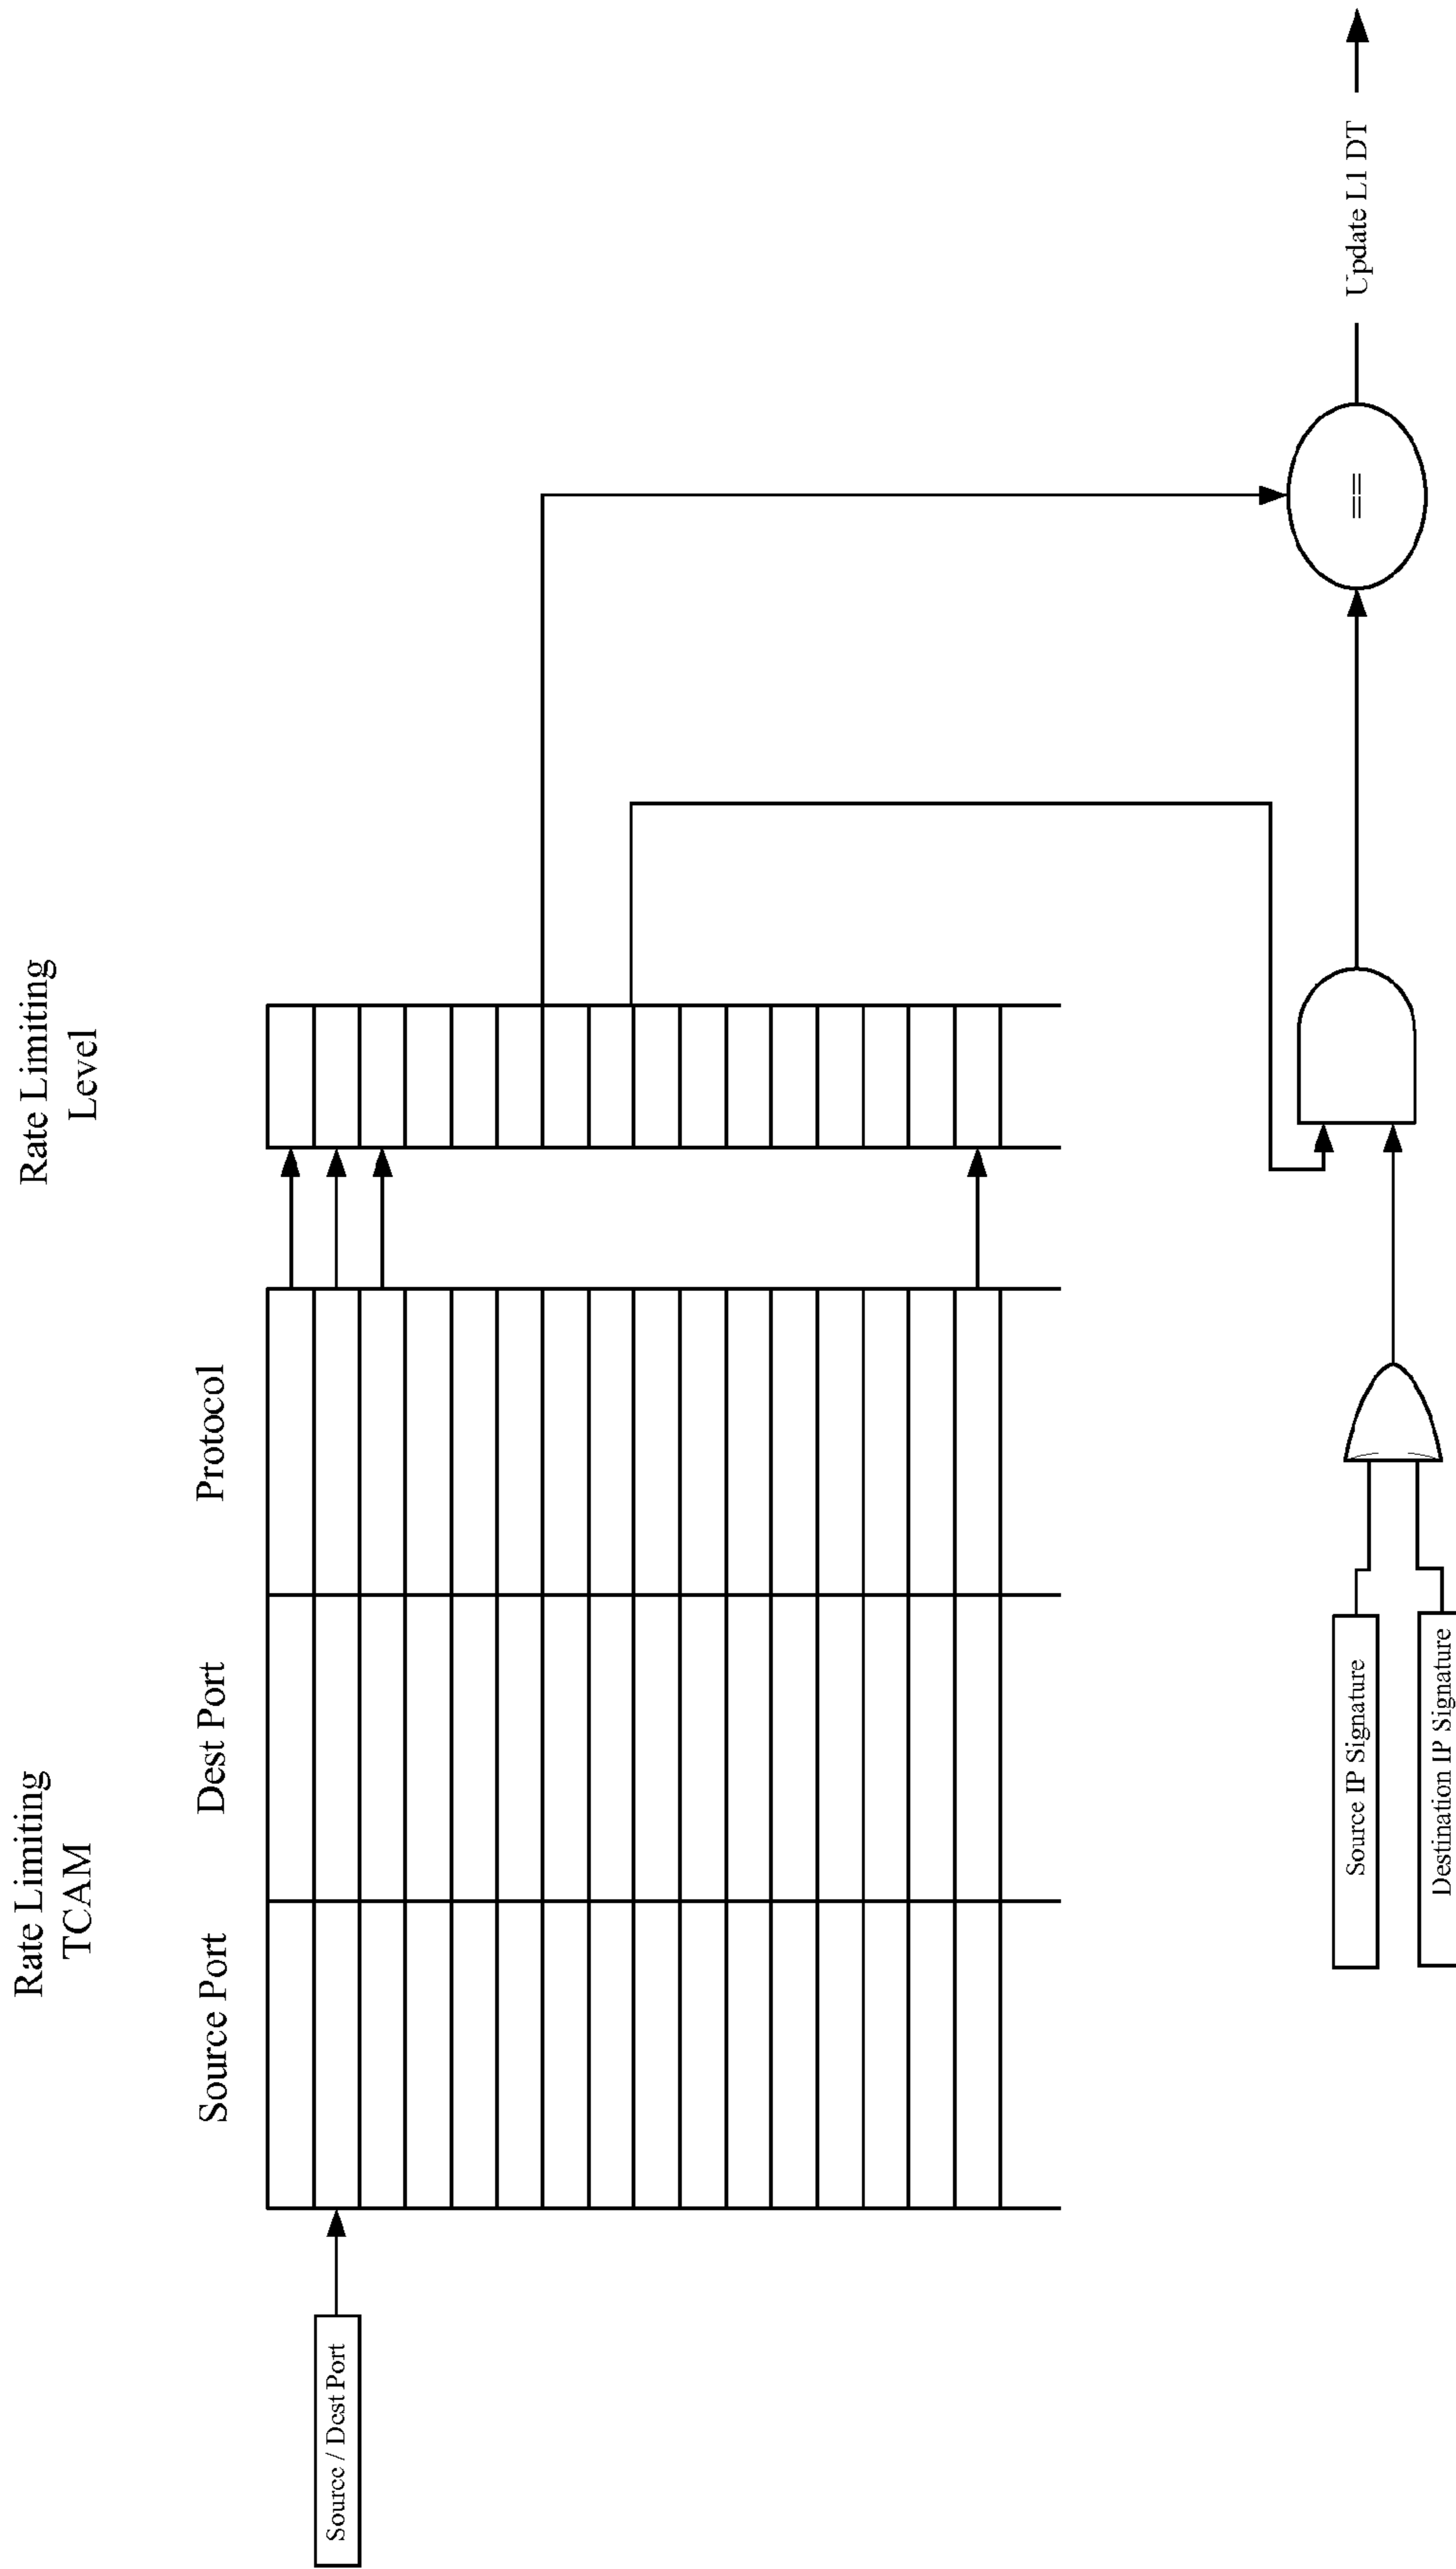 Rate Limiting
TCAM
Rate Limiting
Level
Source Port
Dest Port
Protocol
Source / Dest Port
Source IP Signature
Destination IP Signature
==
Update L1 DT